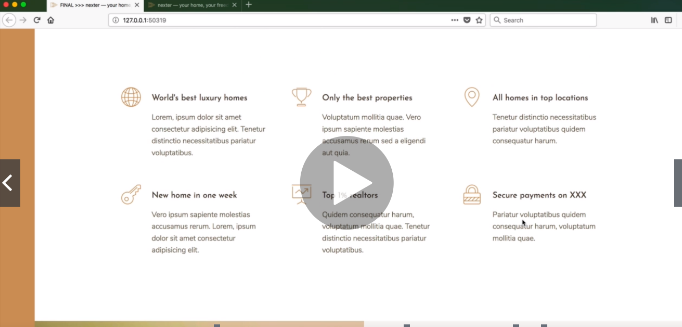 FINAL >>> nexter — your home
nexter — your home, your free
127.0.0.1:50319
Search
World's best luxury homes
Only the best properties
All homes in top locations
Lorem, ipsum dolor sit amet
consectetur adipisicing elit. Tenetur
distinctio necessitatibus pariatur
voluptatibus.
Voluptatum mollitia quae. Vero
ipsum sapiente molestias
accusamus rerum sed a eligendi
aut quia.
Tenetur distinctio necessitatibus
pariatur voluptatibus quidem
consequatur harum.
New home in one week
Top 1% realtors
Secure payments on XXX
Vero ipsum sapiente molestias
accusamus rerum. Lorem, ipsum
dolor sit amet consectetur
adipisicing elit.
Quidem consequatur harum,
voluptatum mollitia quae. Tenetur
distinctio necessitatibus pariatur
voluptatibus.
Pariatur voluptatibus quidem
consequatur harum, voluptatum
mollitia quae.